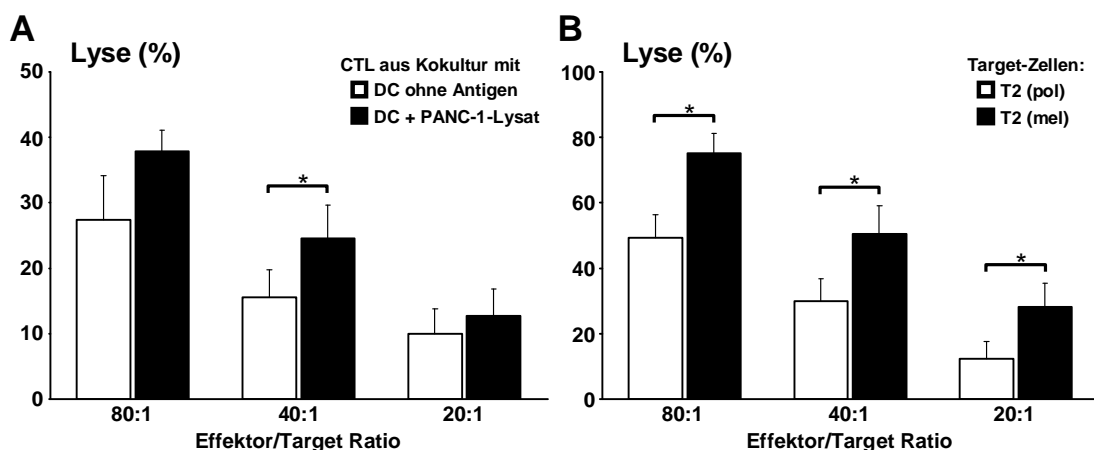 A
Lyse (%)
CTL aus Kokultur mit
DC ohne Antigen
DC + PANC-1-Lysat
50
40
30
20
10
0
*
80:1
40:1
20:1
Effektor/Target Ratio
B
Lyse (%)
Target-Zellen:
T2 (pol)
T2 (mel)
100
80
60
40
20
0
*
*
*
80:1
40:1
20:1
Effektor/Target Ratio